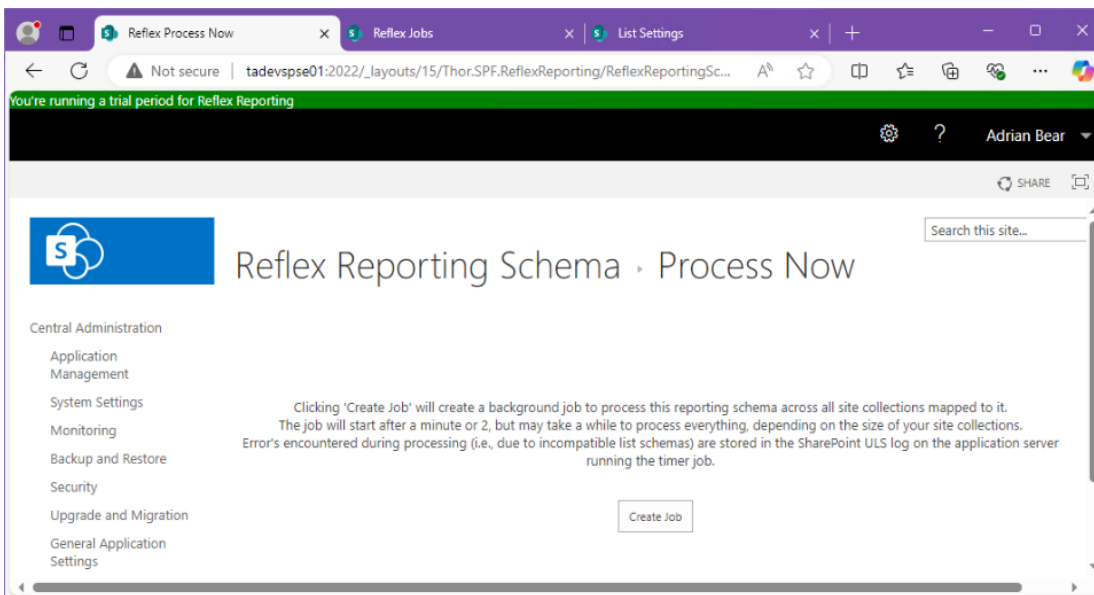 Reflex Process Now
Reflex Jobs
List Settings
Not secure | tadevspse01:2022/_layouts/15/Thor.SPF.ReflexReporting/ReflexReportingSc...
You're running a trial period for Reflex Reporting
? Adrian Bear
SHARE
Search this site...
S
Reflex Reporting Schema › Process Now
Central Administration
Application
Management
System Settings
Monitoring
Backup and Restore
Security
Upgrade and Migration
General Application
Settings
Clicking 'Create Job' will create a background job to process this reporting schema across all site collections mapped to it.
The job will start after a minute or 2, but may take a while to process everything, depending on the size of your site collections.
Error's encountered during processing (i.e., due to incompatible list schemas) are stored in the SharePoint ULS log on the application server
running the timer job.
Create Job